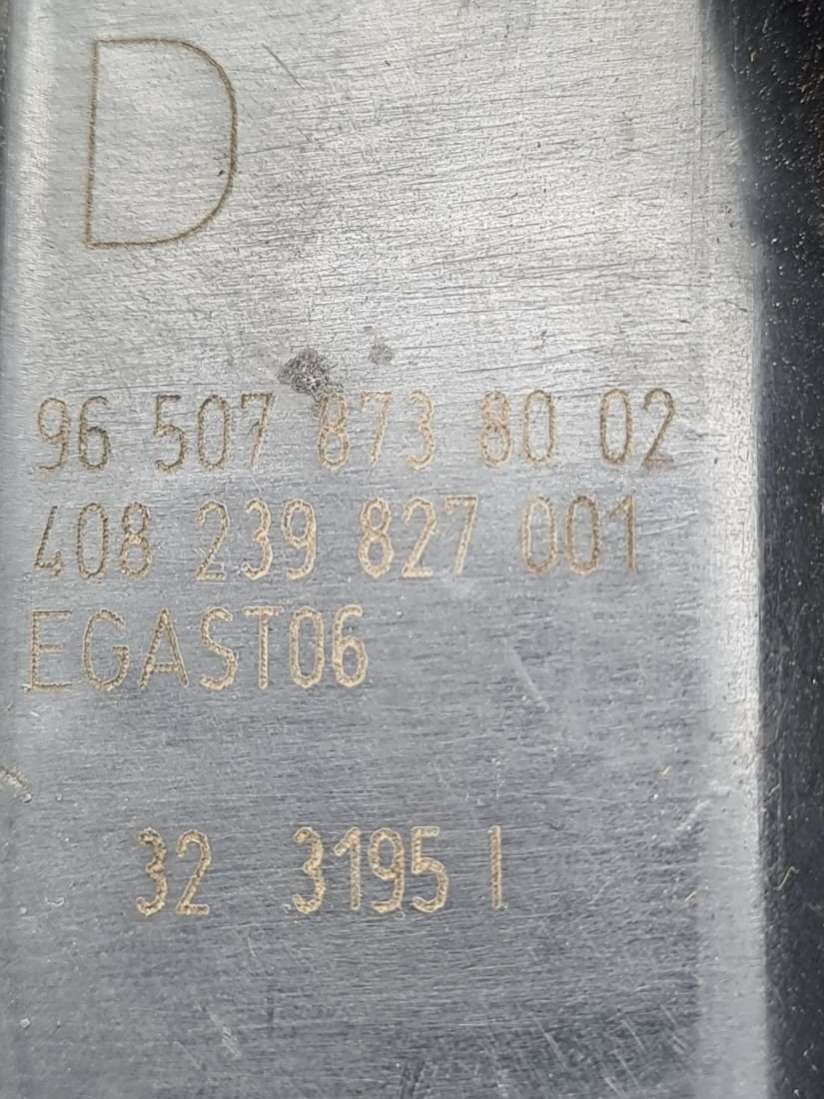 D
96 507 873 80 02
408 239 827 001
EGAST06
32 3195 I